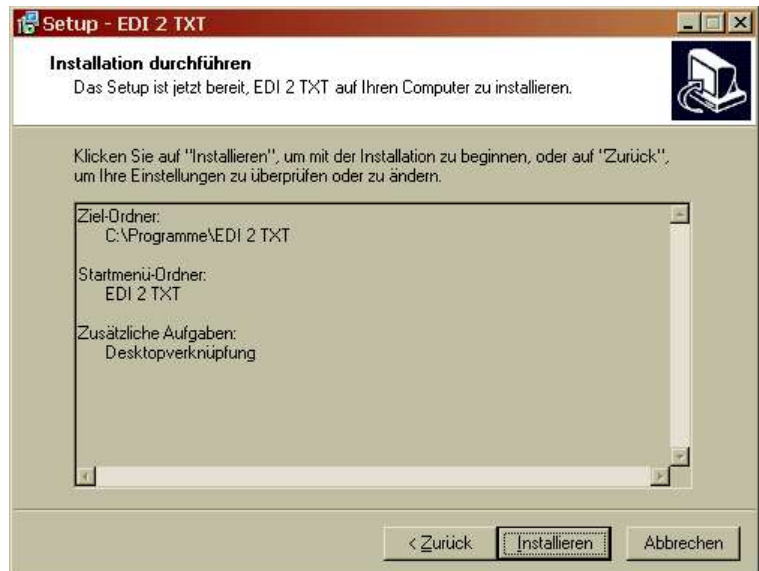 Setup - EDI 2 TXT
Installation durchführen
Das Setup ist jetzt bereit, EDI 2 TXT auf Ihren Computer zu installieren.
Klicken Sie auf "Installieren", um mit der Installation zu beginnen, oder auf "Zurück",
um Ihre Einstellungen zu überprüfen oder zu ändern.
Ziel-Ordner:
C:\Programme\EDI 2 TXT
Startmenü-Ordner:
EDI 2 TXT
Zusätzliche Aufgaben:
Desktopverknüpfung
< Zurück Installieren Abbrechen